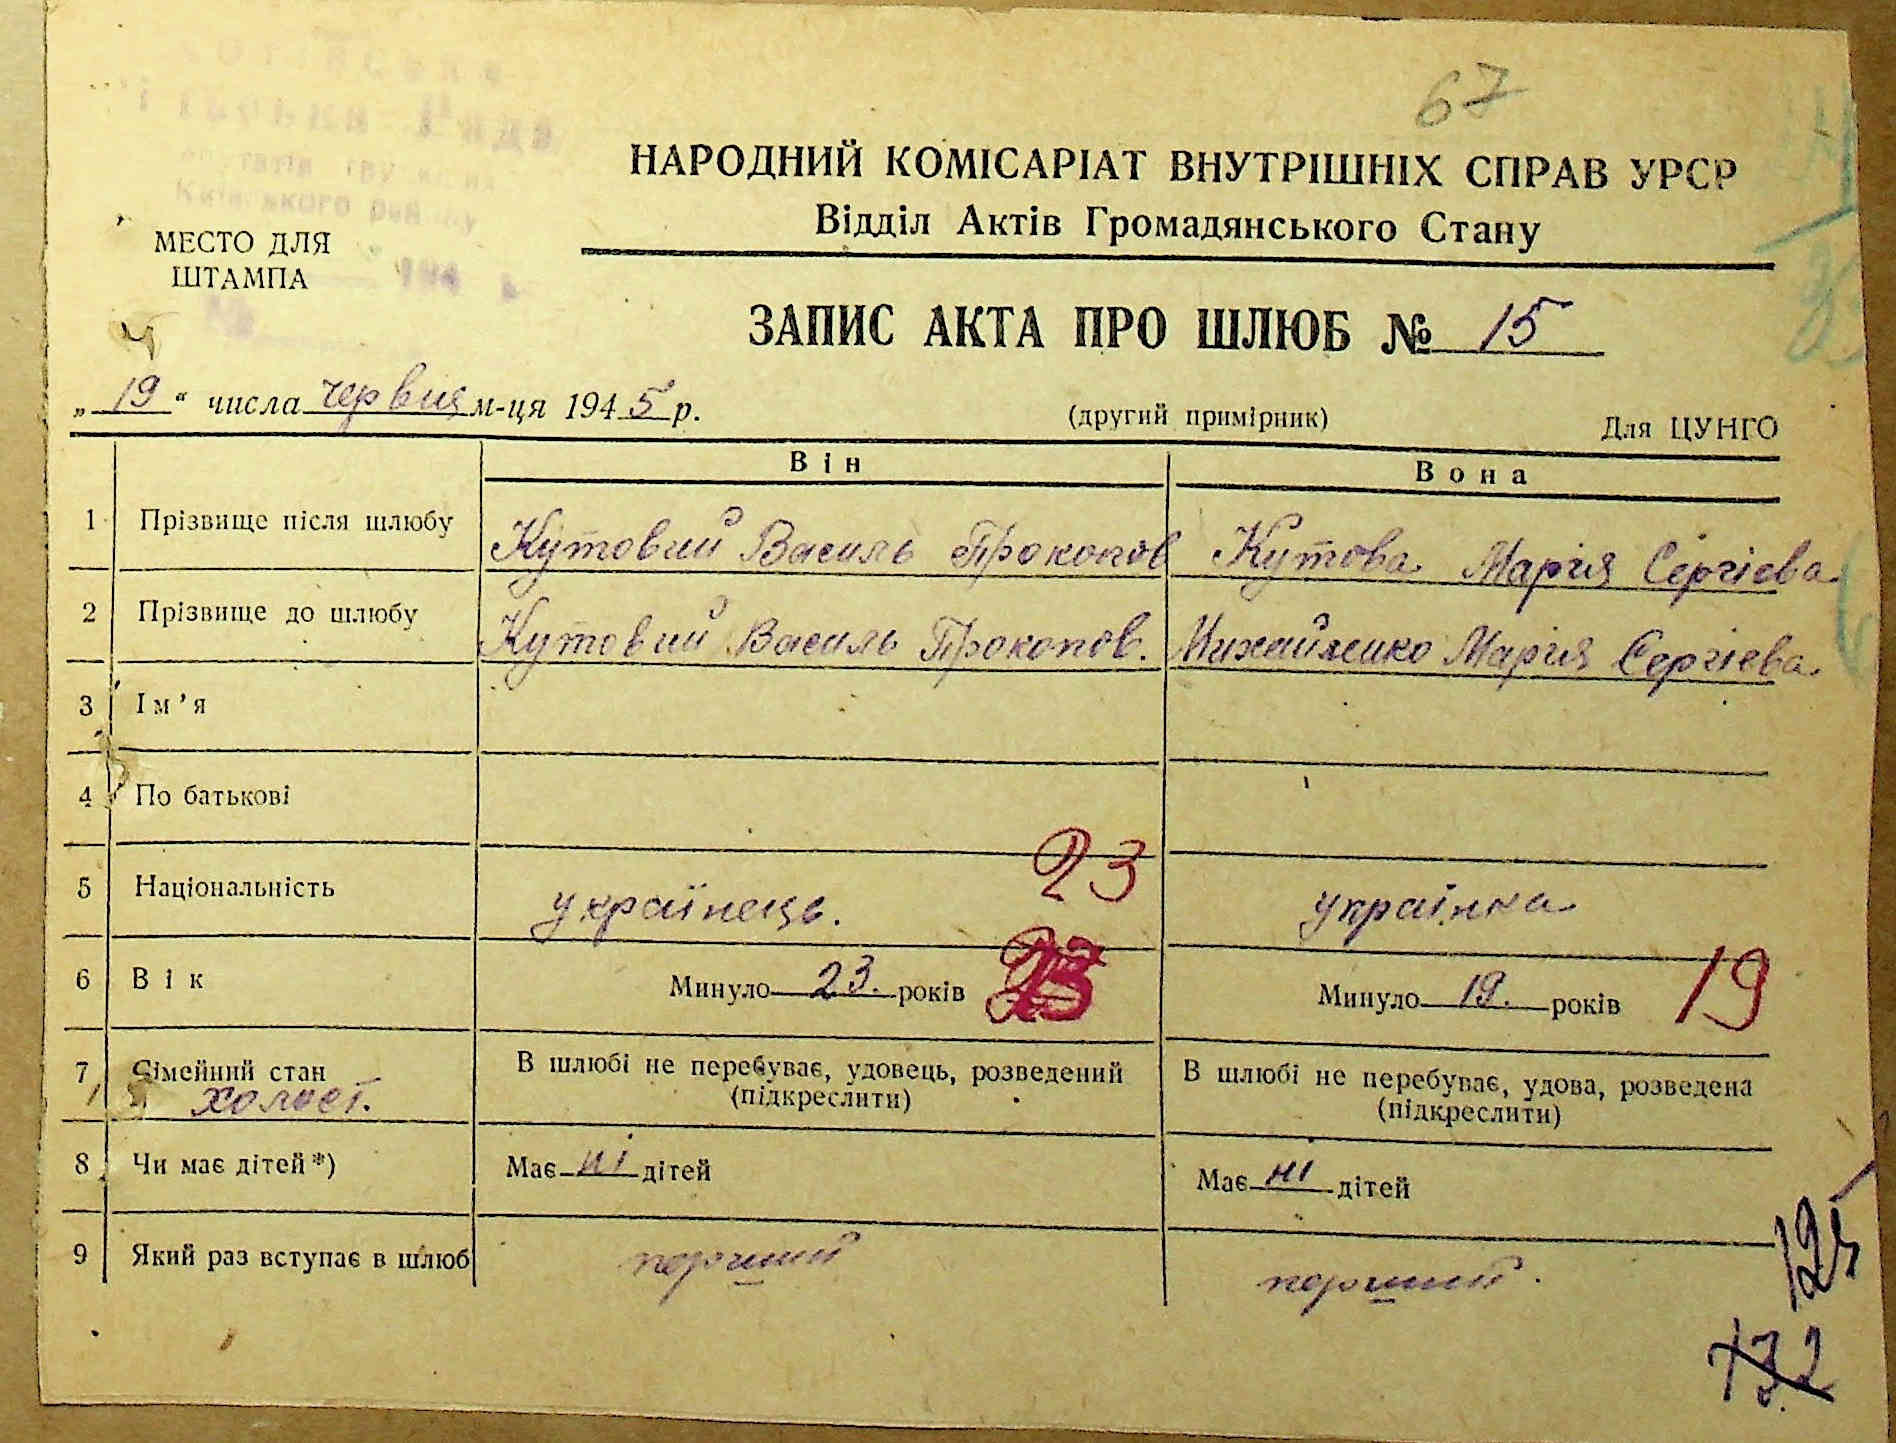 67
НАРОДНИЙ КОМІСАРІАТ ВНУТРІШНІХ СПРАВ УРСР
Відділ Актів Громадянського Стану
МЕСТО ДЛЯ
ШТАМПА
194
ЗАПИС АКТА ПРО ШЛЮБ № 15
„19“ числа червця м-ця 1945 р.
(другий примірник)
Для ЦУНГО
Він
Вона
1 Прізвище після шлюбу Кутовий Василь Прокопов Кутова Марія Сергієва
2 Прізвище до шлюбу Кутовий Василь Прокопов. Михайленко Марія Сергієва.
3 Ім’я
4 По батькові
5 Національність українець. 23 українка
6 Вік Минуло 23. років 23 Минуло 19. років 19
7 Сімейний стан В шлюбі не перебуває, удовець, розведений В шлюбі не перебуває, удова, розведена
холост. (підкреслити) (підкреслити)
8 Чи має дітей*) Має ні дітей Має ні дітей
9 Який раз вступає в шлюб перший перший.
125
132